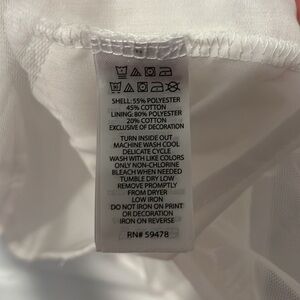 SHELL: 55% POLYESTER
45% COTTON
LINING: 80% POLYESTER
20% COTTON
EXCLUSIVE OF DECORATION
TURN INSIDE OUT
MACHINE WASH COOL
DELICATE CYCLE
WASH WITH LIKE COLORS
ONLY NON-CHLORINE
BLEACH WHEN NEEDED
TUMBLE DRY LOW
REMOVE PROMPTLY
FROM DRYER
LOW IRON
DO NOT IRON ON PRINT
OR DECORATION
IRON ON REVERSE
RN# 59478